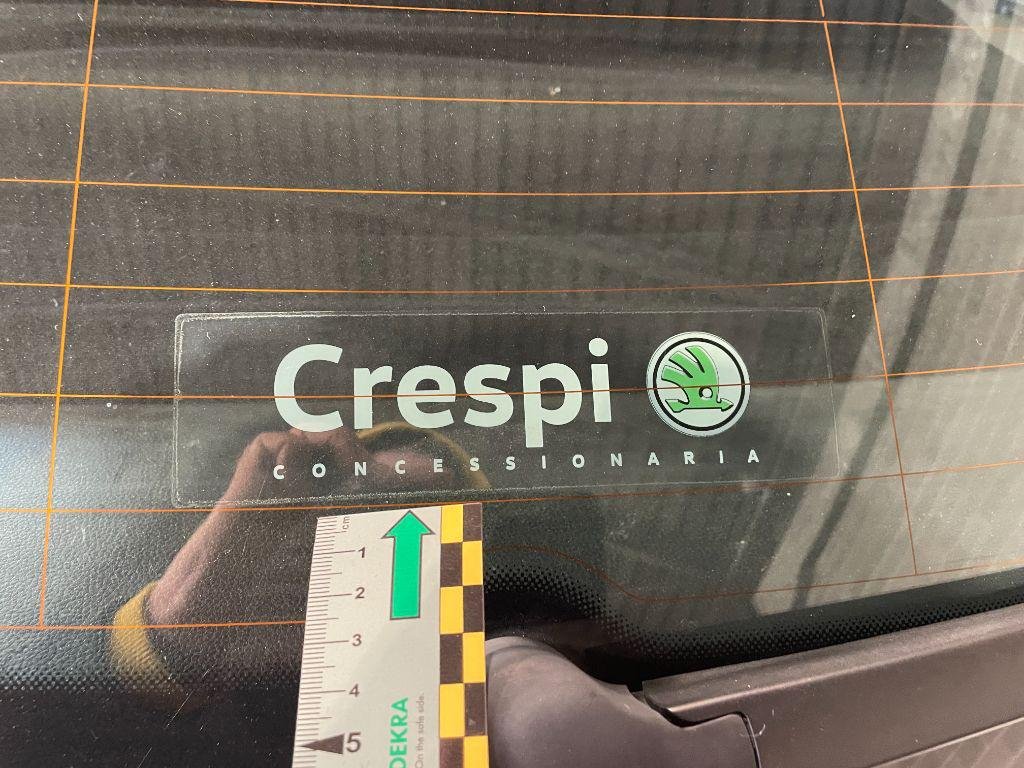 Crespi
CONCESSIONARIA
cm
1
2
3
4
5
DEKRA
On the safe side.